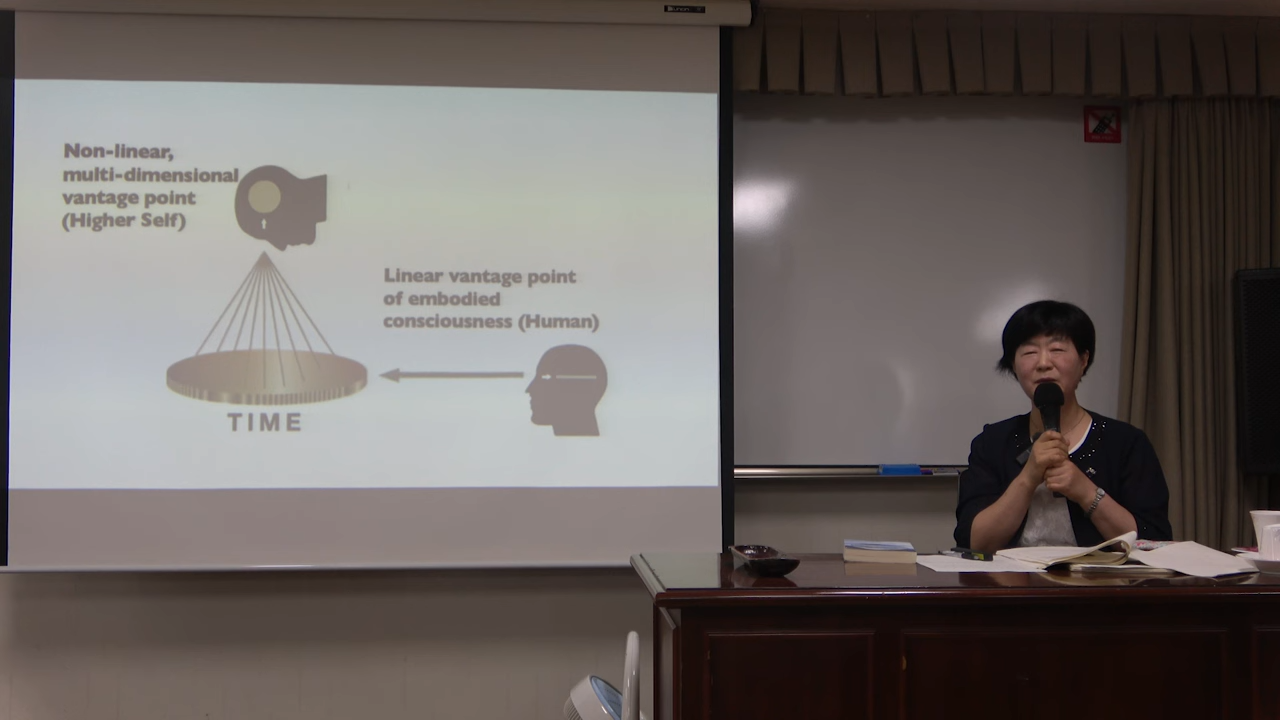 Non-linear,
multi-dimensional
vantage point
(Higher Self)
Linear vantage point
of embodied
consciousness (Human)
TIME